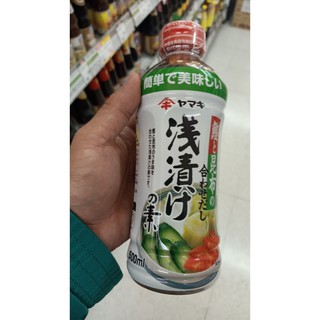 簡単で美味しい
ヤマキ
鰹と昆布の
合わせだし
浅漬け
の素
500ml